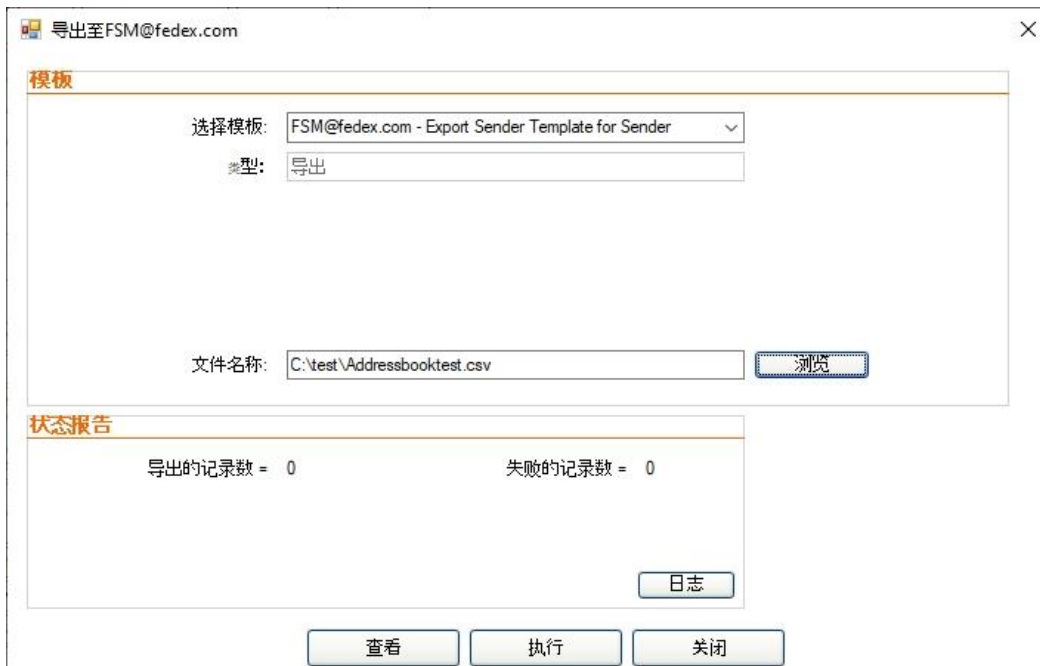 导出至FSM@fedex.com
模板
选择模板: FSM@fedex.com - Export Sender Template for Sender
类型: 导出
文件名称: C:\test\Addressbooktest.csv 浏览
状态报告
导出的记录数 = 0 失败的记录数 = 0
日志
查看 执行 关闭